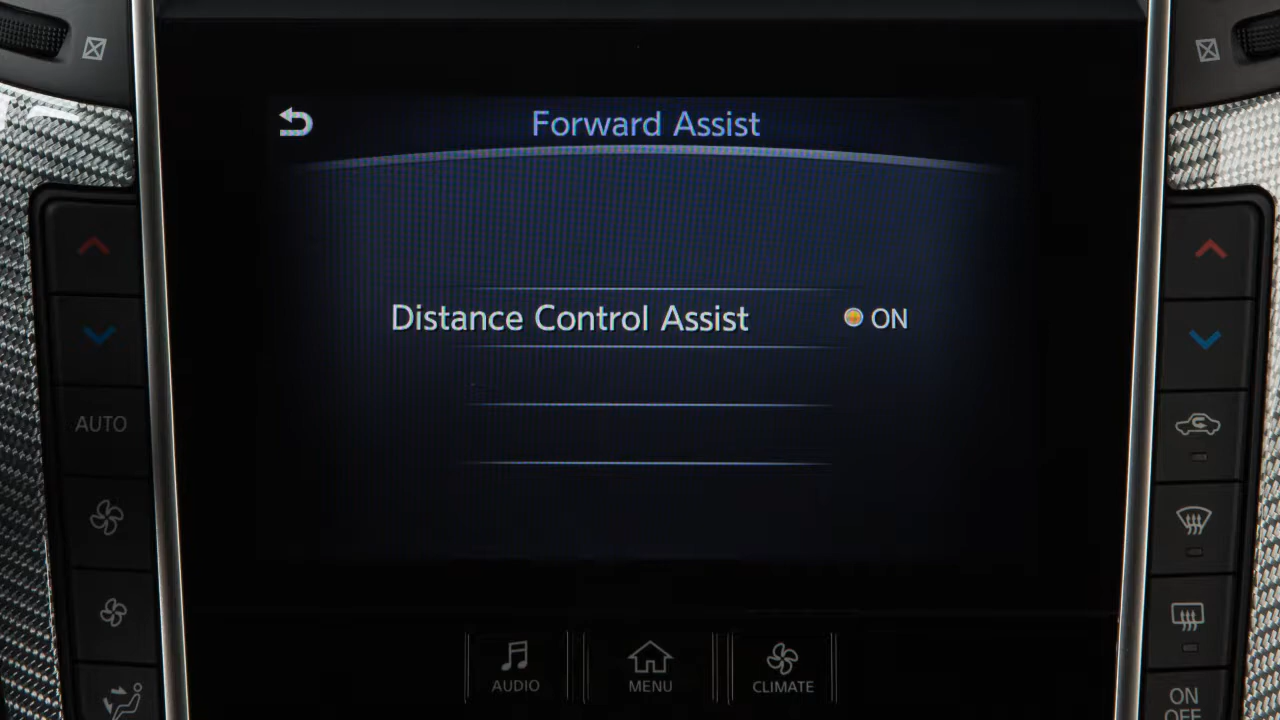 Forward Assist
Distance Control Assist ON
AUTO
AUDIO
MENU
CLIMATE
ON
OFF